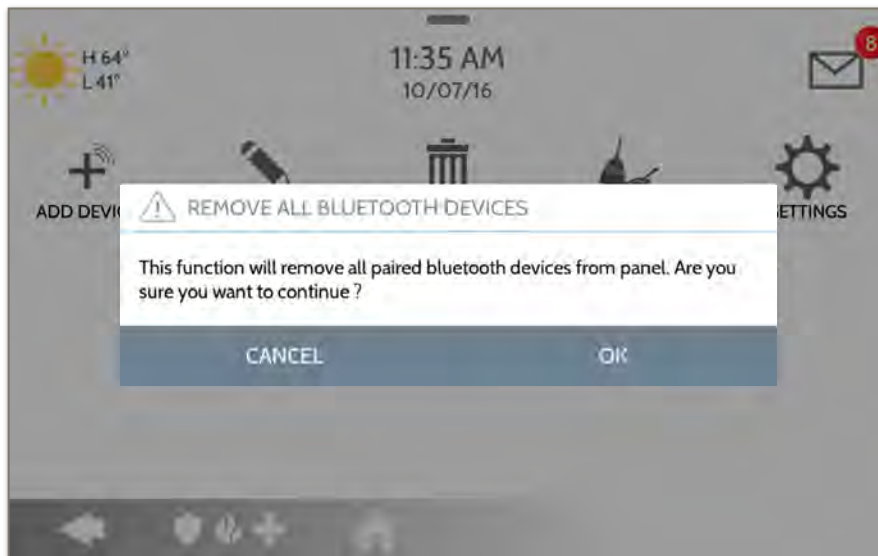 H 64°
L 41°
11:35 AM
10/07/16
8
ADD DEVI
ETTINGS
REMOVE ALL BLUETOOTH DEVICES
This function will remove all paired bluetooth devices from panel. Are you
sure you want to continue ?
CANCEL OK